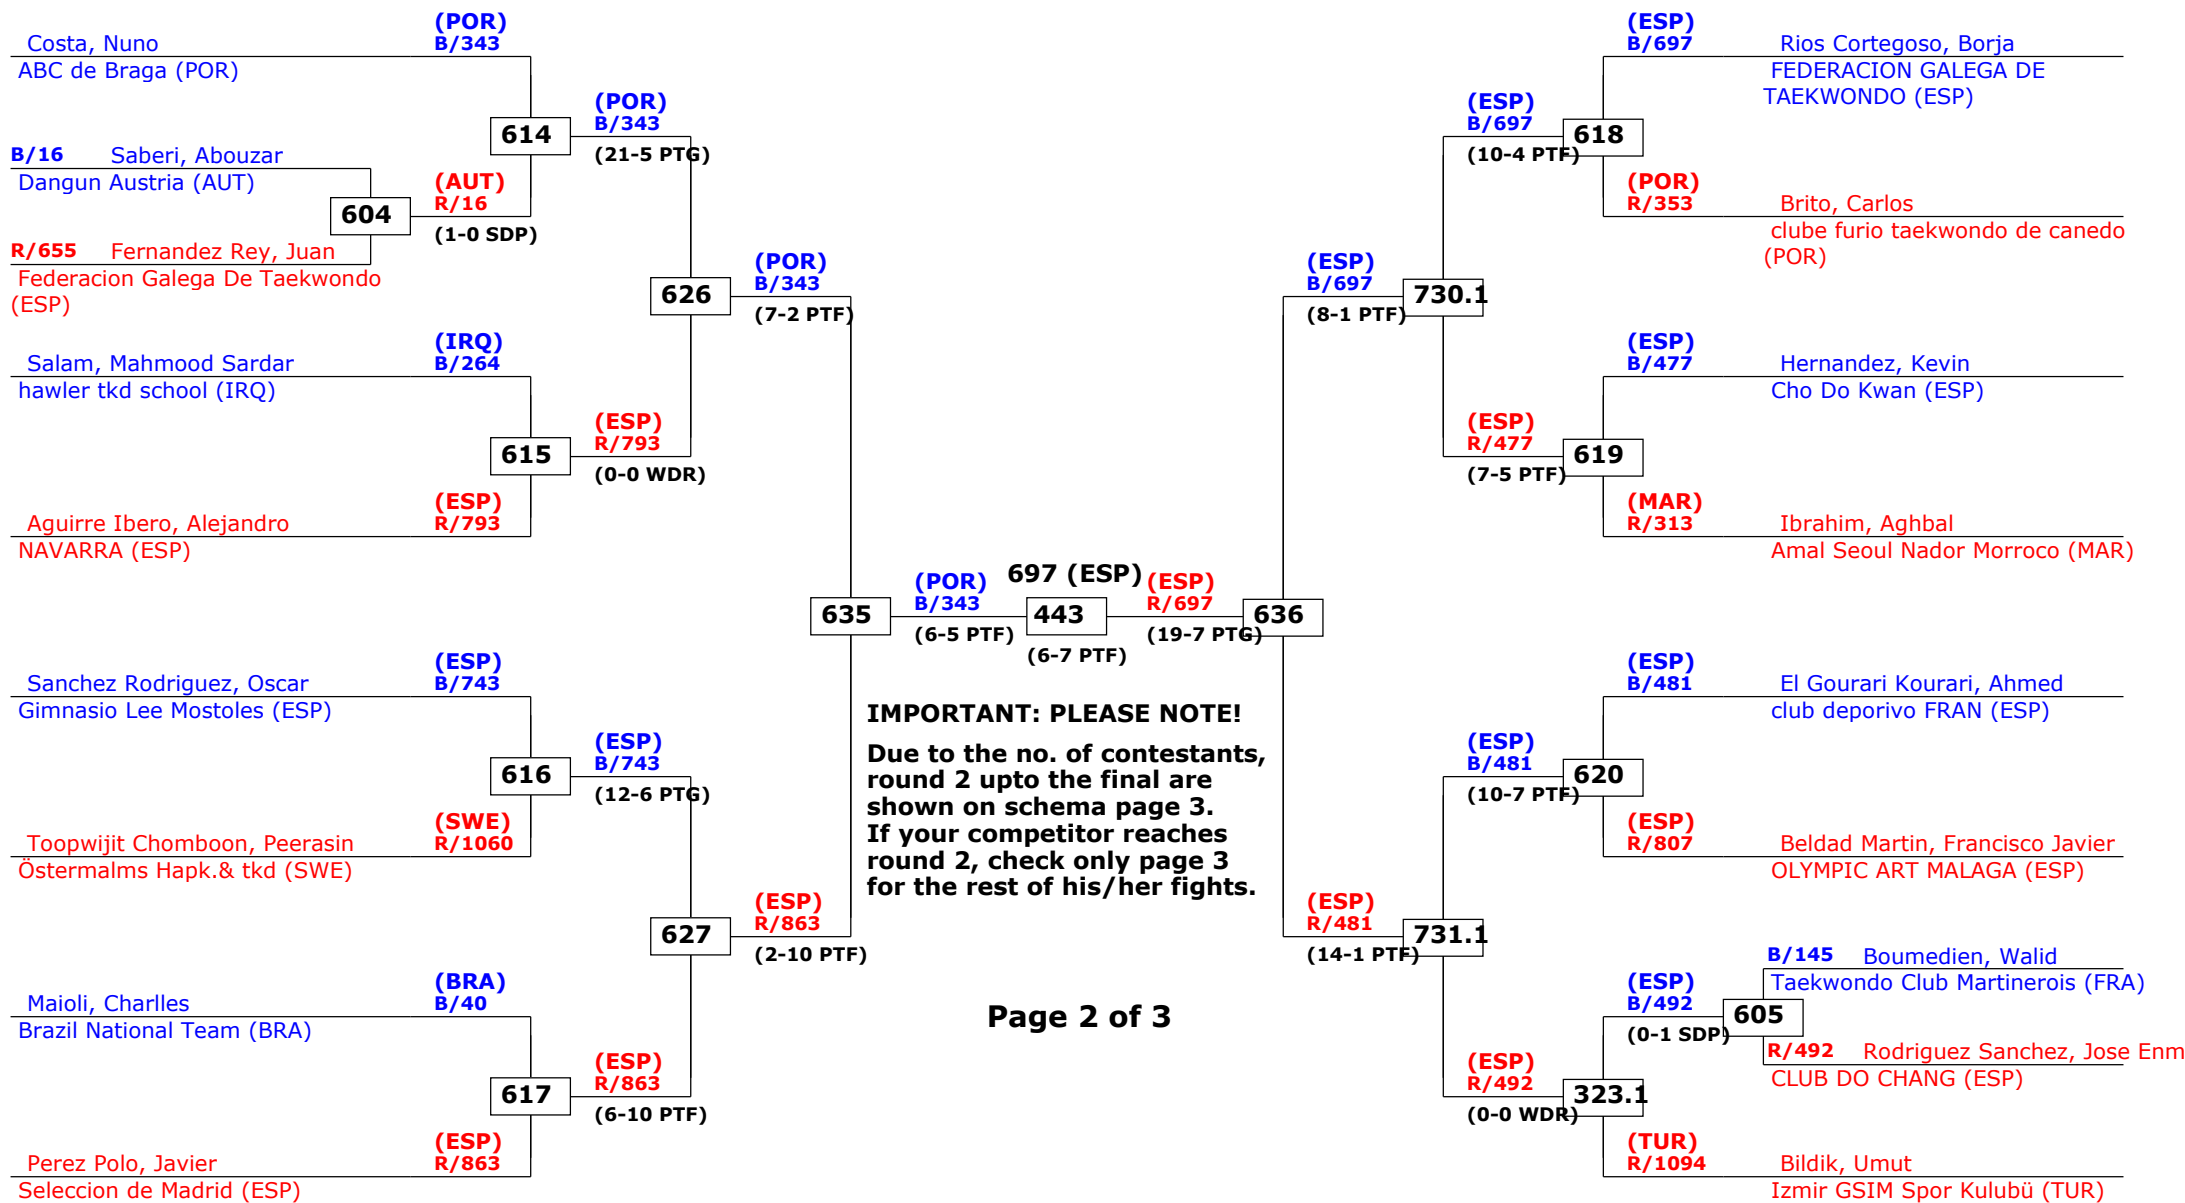 (POR)
Costa, Nuno B/343
ABC de Braga (POR)
(POR)
B/343
614
(21-5 PTG)
B/16 Saberi, Abouzar
Dangun Austria (AUT)
(AUT)
R/16
604
(1-0 SDP)
R/655 Fernandez Rey, Juan
Federacion Galega De Taekwondo
(ESP)
(POR)
B/343
626
(7-2 PTF)
(IRQ)
Salam, Mahmood Sardar B/264
hawler tkd school (IRQ)
(ESP)
R/793
615
(0-0 WDR)
(ESP)
Aguirre Ibero, Alejandro R/793
NAVARRA (ESP)
635
(POR)
B/343
(6-5 PTF)
697 (ESP)
443
(6-7 PTF)
(ESP)
R/697
(19-7 PTG)
636
(ESP)
Sanchez Rodriguez, Oscar B/743
Gimnasio Lee Mostoles (ESP)
(ESP)
B/743
616
(12-6 PTG)
(SWE)
Toopwijit Chomboon, Peerasin R/1060
Östermalms Hapk.& tkd (SWE)
(ESP)
R/863
627
(2-10 PTF)
(BRA)
Maioli, Charlles B/40
Brazil National Team (BRA)
(ESP)
R/863
617
(6-10 PTF)
(ESP)
Perez Polo, Javier R/863
Seleccion de Madrid (ESP)
IMPORTANT: PLEASE NOTE!
Due to the no. of contestants,
round 2 upto the final are
shown on schema page 3.
If your competitor reaches
round 2, check only page 3
for the rest of his/her fights.
Page 2 of 3
(ESP)
B/697 Rios Cortegoso, Borja
FEDERACION GALEGA DE
TAEKWONDO (ESP)
(ESP)
B/697
618
(10-4 PTF)
(POR)
R/353 Brito, Carlos
clube furio taekwondo de canedo
(POR)
(ESP)
B/697
730.1
(8-1 PTF)
(ESP)
B/477 Hernandez, Kevin
Cho Do Kwan (ESP)
(ESP)
R/477
619
(7-5 PTF)
(MAR)
R/313 Ibrahim, Aghbal
Amal Seoul Nador Morroco (MAR)
(ESP)
B/481 El Gourari Kourari, Ahmed
club deporivo FRAN (ESP)
(ESP)
B/481
620
(10-7 PTF)
(ESP)
R/807 Beldad Martin, Francisco Javier
OLYMPIC ART MALAGA (ESP)
(ESP)
R/481
731.1
(14-1 PTF)
B/145 Boumedien, Walid
Taekwondo Club Martinerois (FRA)
(ESP)
B/492
605
(0-1 SDP)
R/492 Rodriguez Sanchez, Jose Enm
CLUB DO CHANG (ESP)
(ESP)
R/492
323.1
(0-0 WDR)
(TUR)
R/1094 Bildik, Umut
Izmir GSIM Spor Kulubü (TUR)